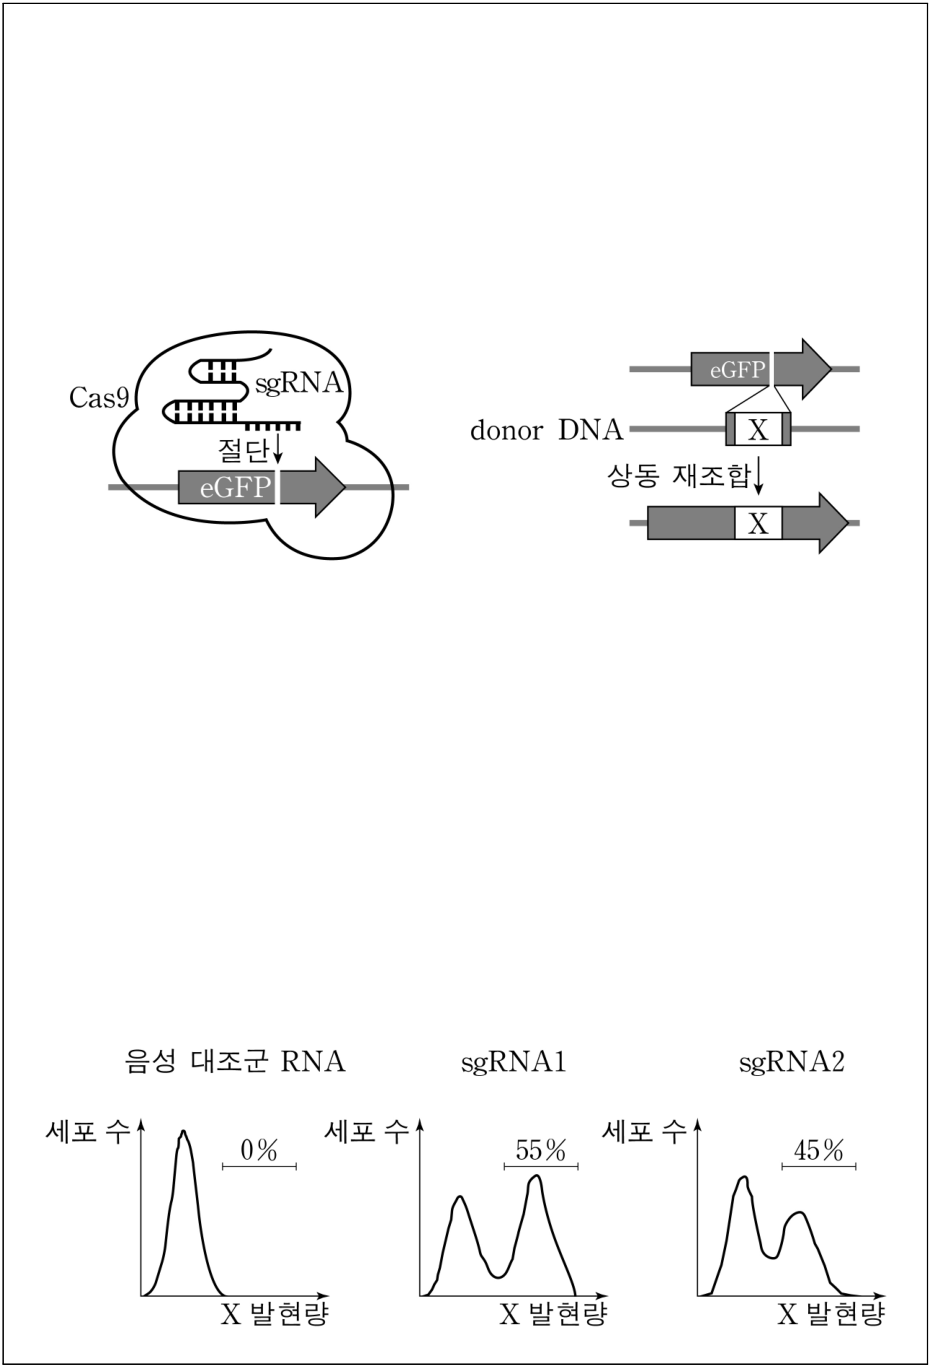 Cas9
sgRNA
절단
eGFP
eGFP
donor DNA
X
상동 재조합
X
음성 대조군 RNA
sgRNA1
sgRNA2
세포 수
0%
X 발현량
세포 수
55%
X 발현량
세포 수
45%
X 발현량